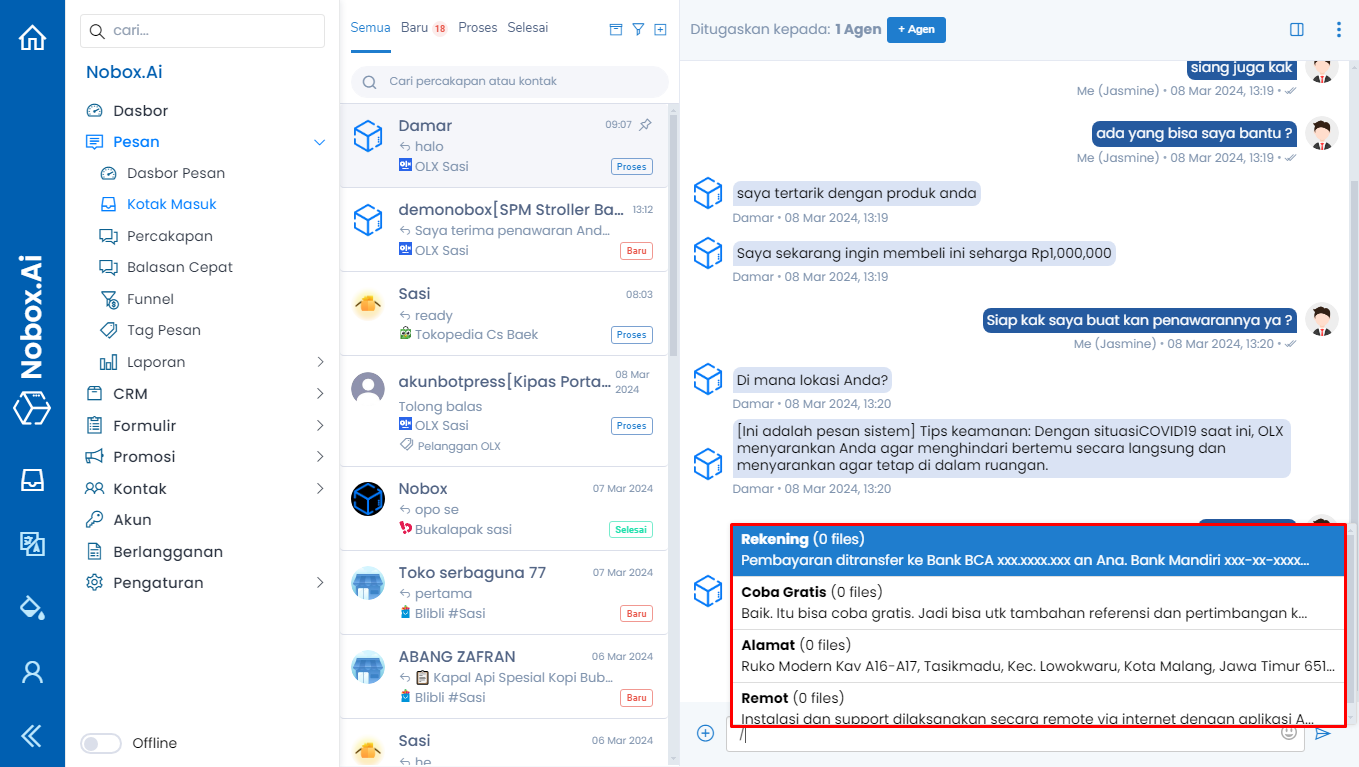 Nobox.Ai
cari...
Nobox.Ai
Dasbor
Pesan
Dasbor Pesan
Kotak Masuk
Percakapan
Balasan Cepat
Funnel
Tag Pesan
Laporan
CRM
Formulir
Promosi
Kontak
Akun
Berlangganan
Pengaturan
Offline
Semua Baru 18 Proses Selesai
Cari percakapan atau kontak
Damar 09:07
halo
OLX Sasi Proses
demonobox[SPM Stroller Ba... 13:12
Saya terima penawaran And...
OLX Sasi Baru
Sasi 08:03
ready
Tokopedia Cs Baek Proses
akunbotpress[Kipas Porta... 08 Mar
2024
Tolong balas
OLX Sasi Proses
Pelanggan OLX
Nobox 07 Mar 2024
opo se
Bukalapak sasi Selesai
Toko serbaguna 77 07 Mar 2024
pertama
Blibli #Sasi Baru
ABANG ZAFRAN 06 Mar 2024
Kapal Api Spesial Kopi Bub...
Blibli #Sasi Baru
Sasi 06 Mar 2024
he
Ditugaskan kepada: 1 Agen + Agen
siang juga kak
Me (Jasmine) • 08 Mar 2024, 13:19 •
ada yang bisa saya bantu ?
Me (Jasmine) • 08 Mar 2024, 13:19 •
saya tertarik dengan produk anda
Damar • 08 Mar 2024, 13:19
Saya sekarang ingin membeli ini seharga Rp1,000,000
Damar • 08 Mar 2024, 13:19
Siap kak saya buat kan penawarannya ya ?
Me (Jasmine) • 08 Mar 2024, 13:20 •
Di mana lokasi Anda?
Damar • 08 Mar 2024, 13:20
[Ini adalah pesan sistem] Tips keamanan: Dengan situasiCOVID19 saat ini, OLX
menyarankan Anda agar menghindari bertemu secara langsung dan
menyarankan agar tetap di dalam ruangan.
Damar • 08 Mar 2024, 13:20
Rekening (0 files)
Pembayaran ditransfer ke Bank BCA xxx.xxxx.xxx an Ana. Bank Mandiri xxx-xx-xxxx...
Coba Gratis (0 files)
Baik. Itu bisa coba gratis. Jadi bisa utk tambahan referensi dan pertimbangan k...
Alamat (0 files)
Ruko Modern Kav A16-A17, Tasikmadu, Kec. Lowokwaru, Kota Malang, Jawa Timur 651...
Remot (0 files)
Instalasi dan support dilaksanakan secara remote via internet dengan aplikasi A...
/